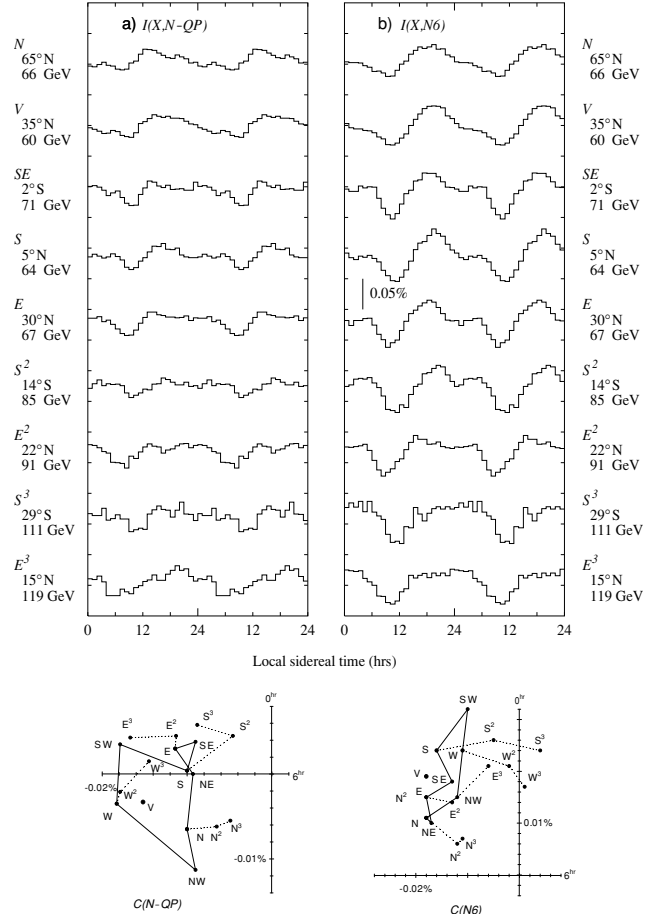 a) I(X,N-QP)
b) I(X,N6)
N
65°N
66 GeV
N
65°N
66 GeV
V
35°N
60 GeV
V
35°N
60 GeV
SE
2°S
71 GeV
SE
2°S
71 GeV
S
5°N
64 GeV
S
5°N
64 GeV
0.05%
E
30°N
67 GeV
E
30°N
67 GeV
S²
14°S
85 GeV
S²
14°S
85 GeV
E²
22°N
91 GeV
E²
22°N
91 GeV
S³
29°S
111 GeV
S³
29°S
111 GeV
E³
15°N
119 GeV
E³
15°N
119 GeV
0 12 24 12 24
0 12 24 12 24
Local sidereal time (hrs)
0hr
E³ E² S³ S²
SW E SE
W³
6hr
-0.02% S NE
W²
W V
N N² N³
-0.01%
NW
C(N-QP)
0hr
SW
S² S³
S W W²
V SE E³ W³
E NW
N² E²
N 0.01%
NE
N² N³
6hr
-0.02%
C(N6)